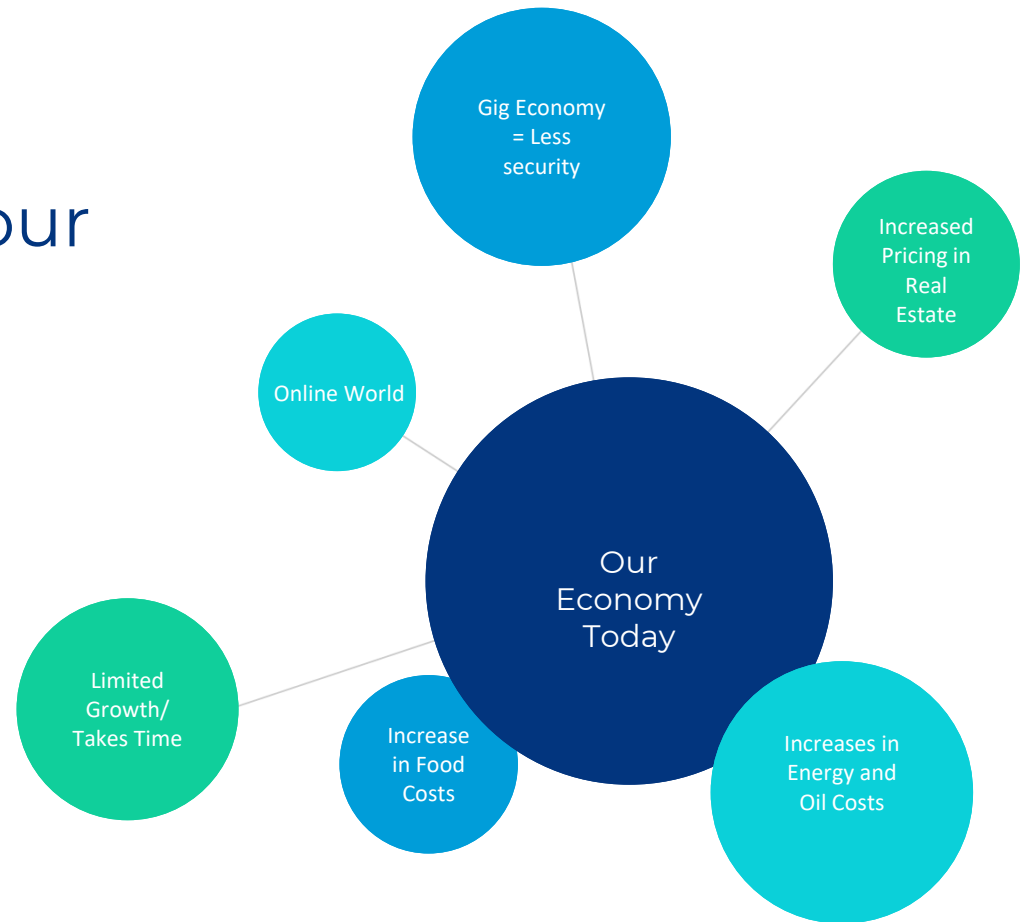 our
Gig Economy
= Less
security
Increased
Pricing in
Real
Estate
Online World
Our
Economy
Today
Limited
Growth/
Takes Time
Increase
in Food
Costs
Increases in
Energy and
Oil Costs